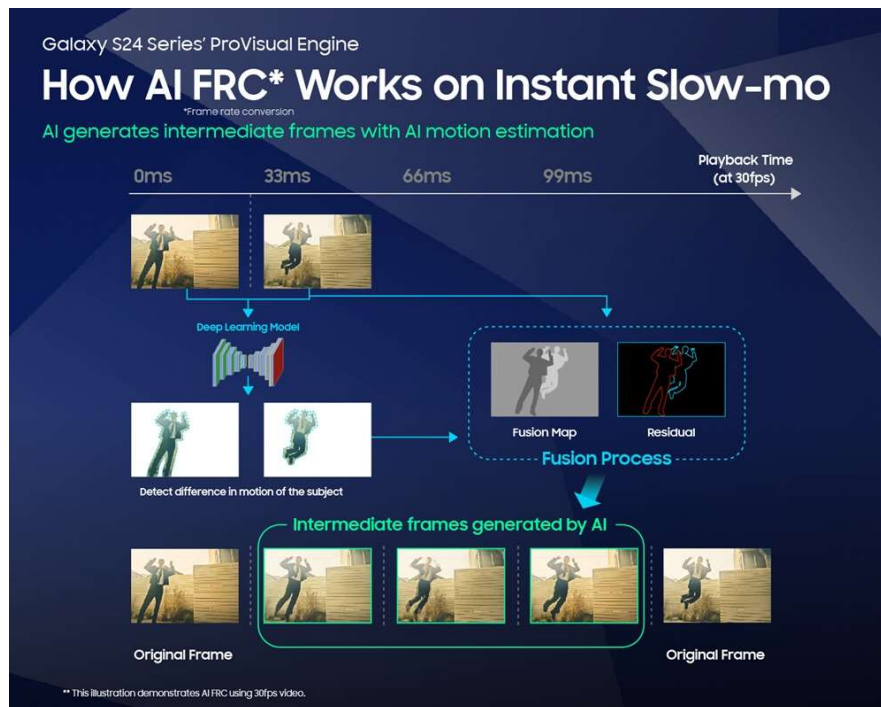 Galaxy S24 Series' ProVisual Engine
How AI FRC* Works on Instant Slow-mo
*Frame rate conversion
AI generates intermediate frames with AI motion estimation
0ms 33ms 66ms 99ms Playback Time
(at 30fps)
Deep Learning Model
Fusion Map Residual
Fusion Process
Detect difference in motion of the subject
Intermediate frames generated by AI
Original Frame Original Frame
** This illustration demonstrates AI FRC using 30fps video.